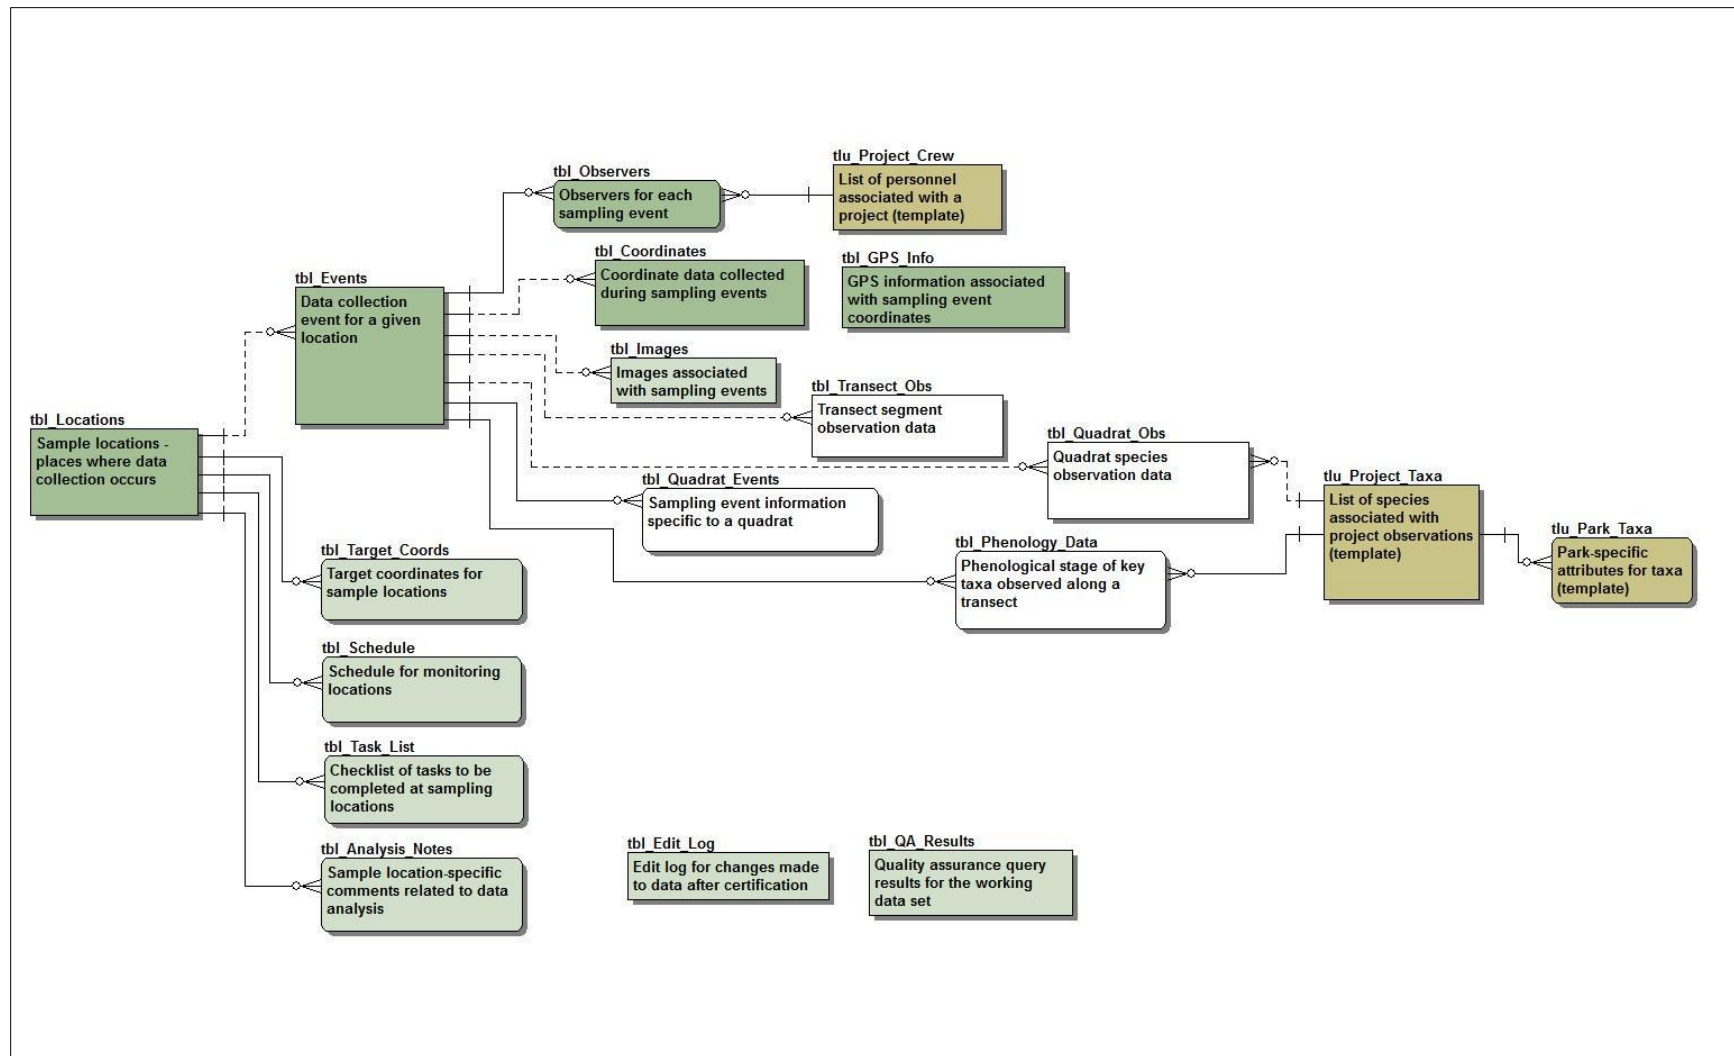 tlu_Project_Crew
List of personnel
associated with a
project (template)
tbl_Observers
Observers for each
sampling event
tbl_Coordinates
Coordinate data collected
during sampling events
tbl_GPS_Info
GPS information associated
with sampling event
coordinates
tbl_Events
Data collection
event for a given
location
tbl_Images
Images associated
with sampling events
tbl_Transect_Obs
Transect segment
observation data
tbl_Locations
Sample locations -
places where data
collection occurs
tbl_Quadrat_Obs
Quadrat species
observation data
tbl_Quadrat_Events
Sampling event information
specific to a quadrat
tlu_Project_Taxa
List of species
associated with
project observations
(template)
tlu_Park_Taxa
Park-specific
attributes for taxa
(template)
tbl_Phenology_Data
Phenological stage of key
taxa observed along a
transect
tbl_Target_Coords
Target coordinates for
sample locations
tbl_Schedule
Schedule for monitoring
locations
tbl_Task_List
Checklist of tasks to be
completed at sampling
locations
tbl_Analysis_Notes
Sample location-specific
comments related to data
analysis
tbl_Edit_Log
Edit log for changes made
to data after certification
tbl_QA_Results
Quality assurance query
results for the working
data set